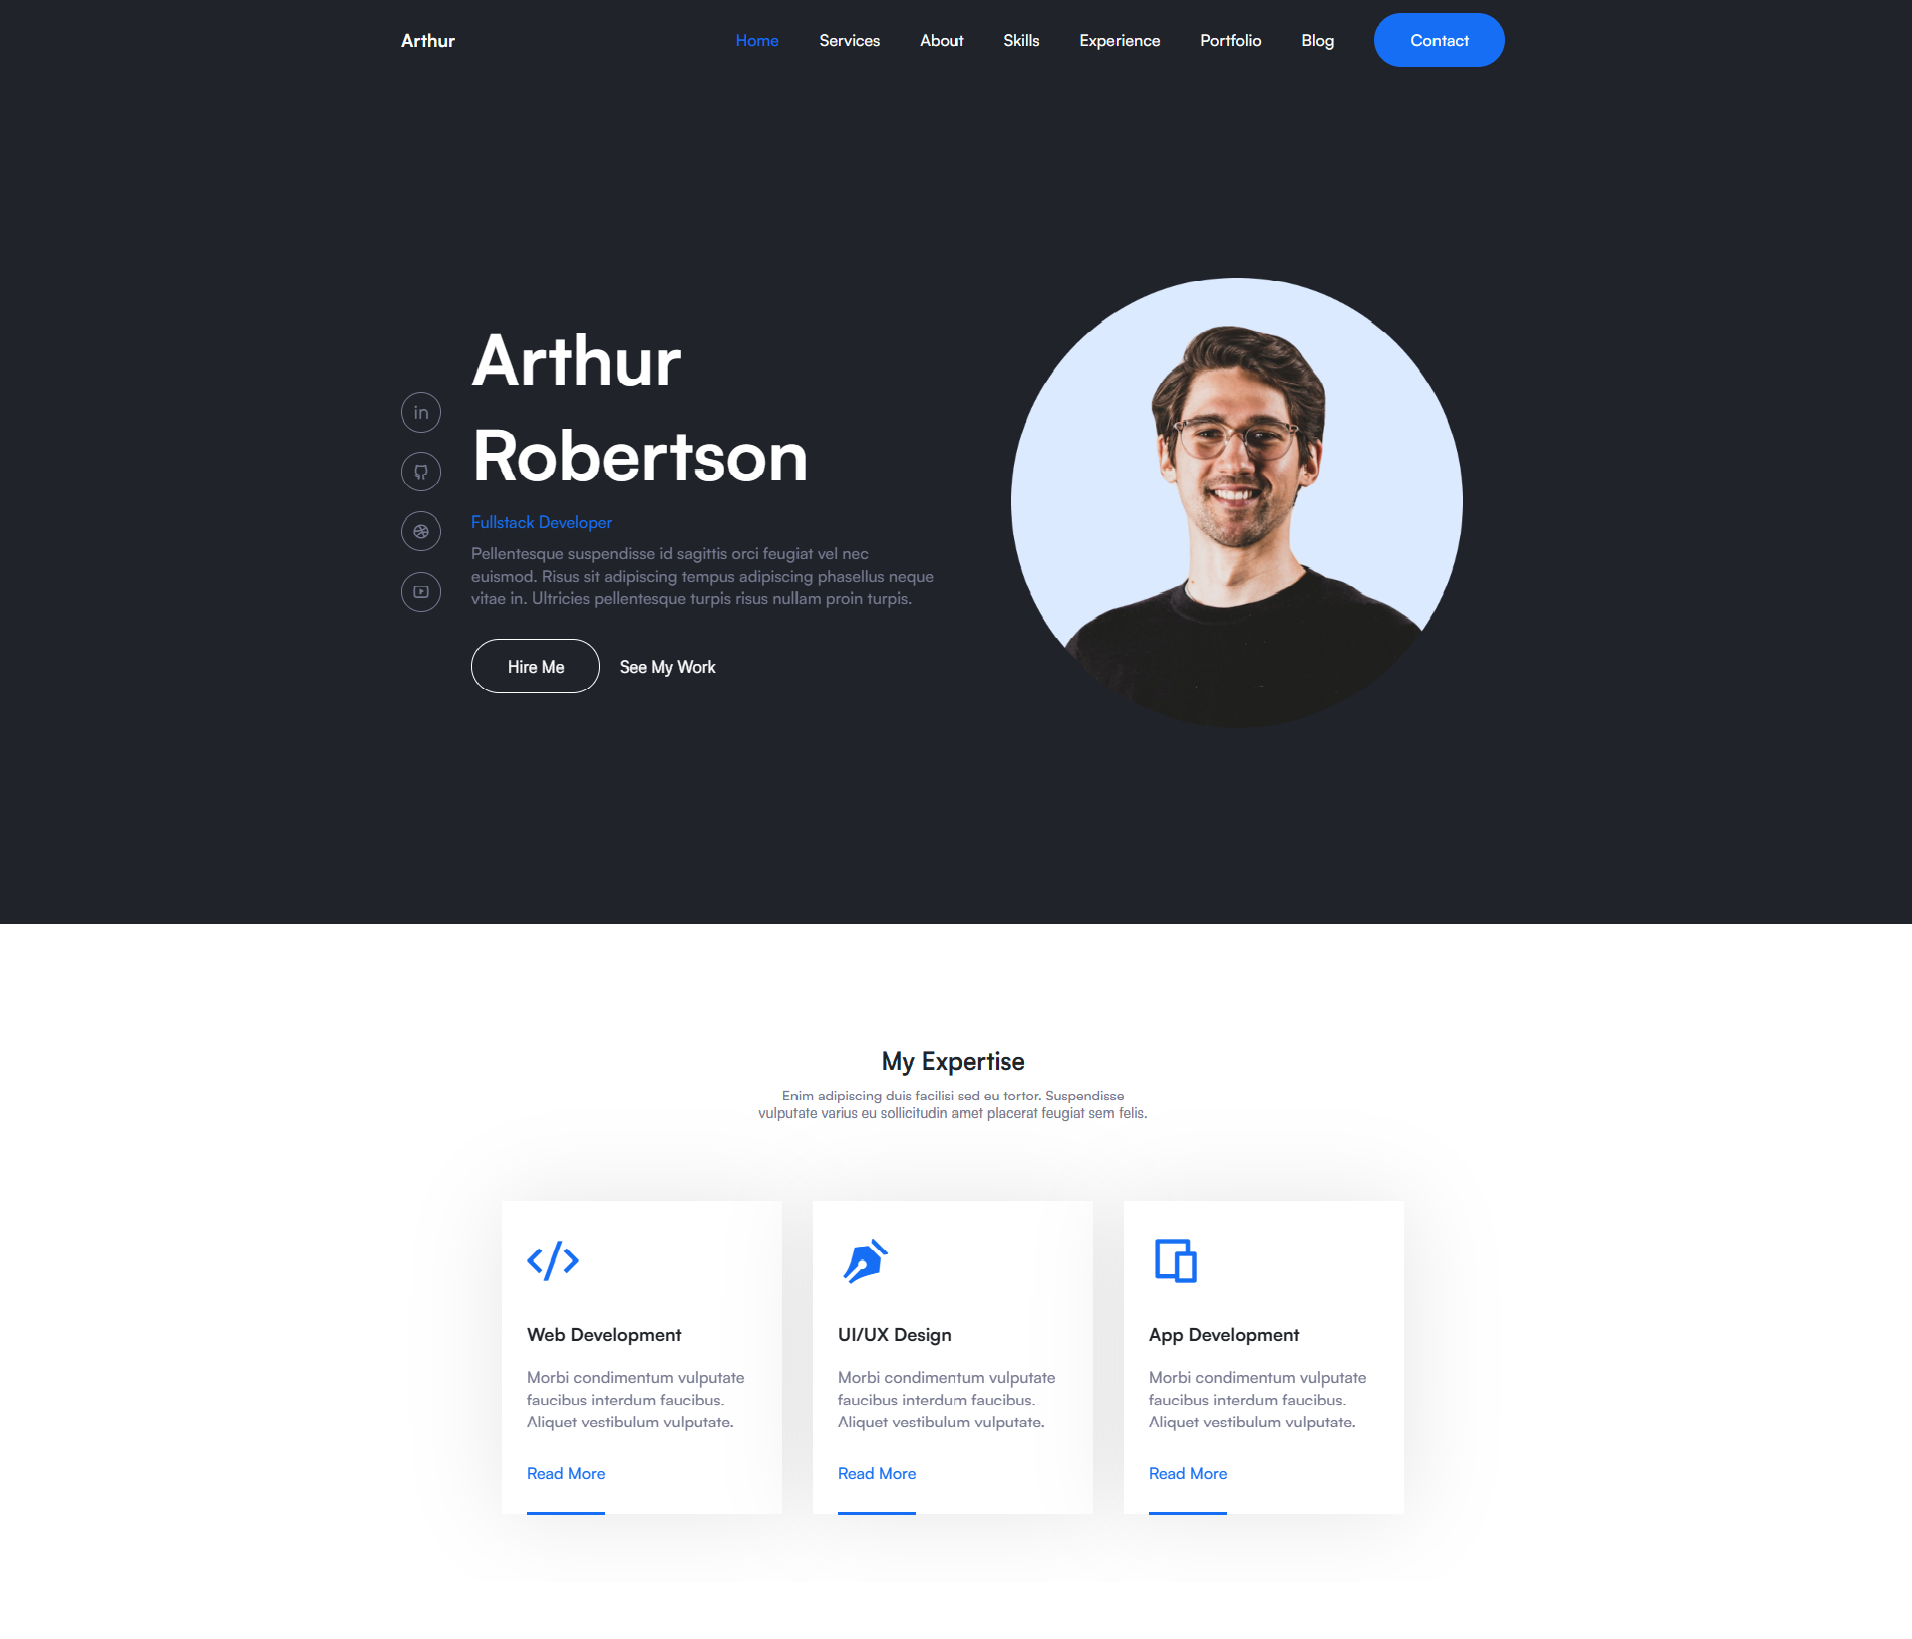 Arthur
Home Services About Skills Experience Portfolio Blog Contact
Arthur
Robertson
in
Fullstack Developer
Pellentesque suspendisse id sagittis orci feugiat vel nec
euismod. Risus sit adipiscing tempus adipiscing phasellus neque
vitae in. Ultricies pellentesque turpis risus nullam proin turpis.
Hire Me See My Work
My Expertise
Enim adipiscing duis facilisi sed eu tortor. Suspendisse
vulputate varius eu sollicitudin amet placerat feugiat sem felis.
Web Development
Morbi condimentum vulputate
faucibus interdum faucibus.
Aliquet vestibulum vulputate.
Read More
UI/UX Design
Morbi condimentum vulputate
faucibus interdum faucibus.
Aliquet vestibulum vulputate.
Read More
App Development
Morbi condimentum vulputate
faucibus interdum faucibus.
Aliquet vestibulum vulputate.
Read More